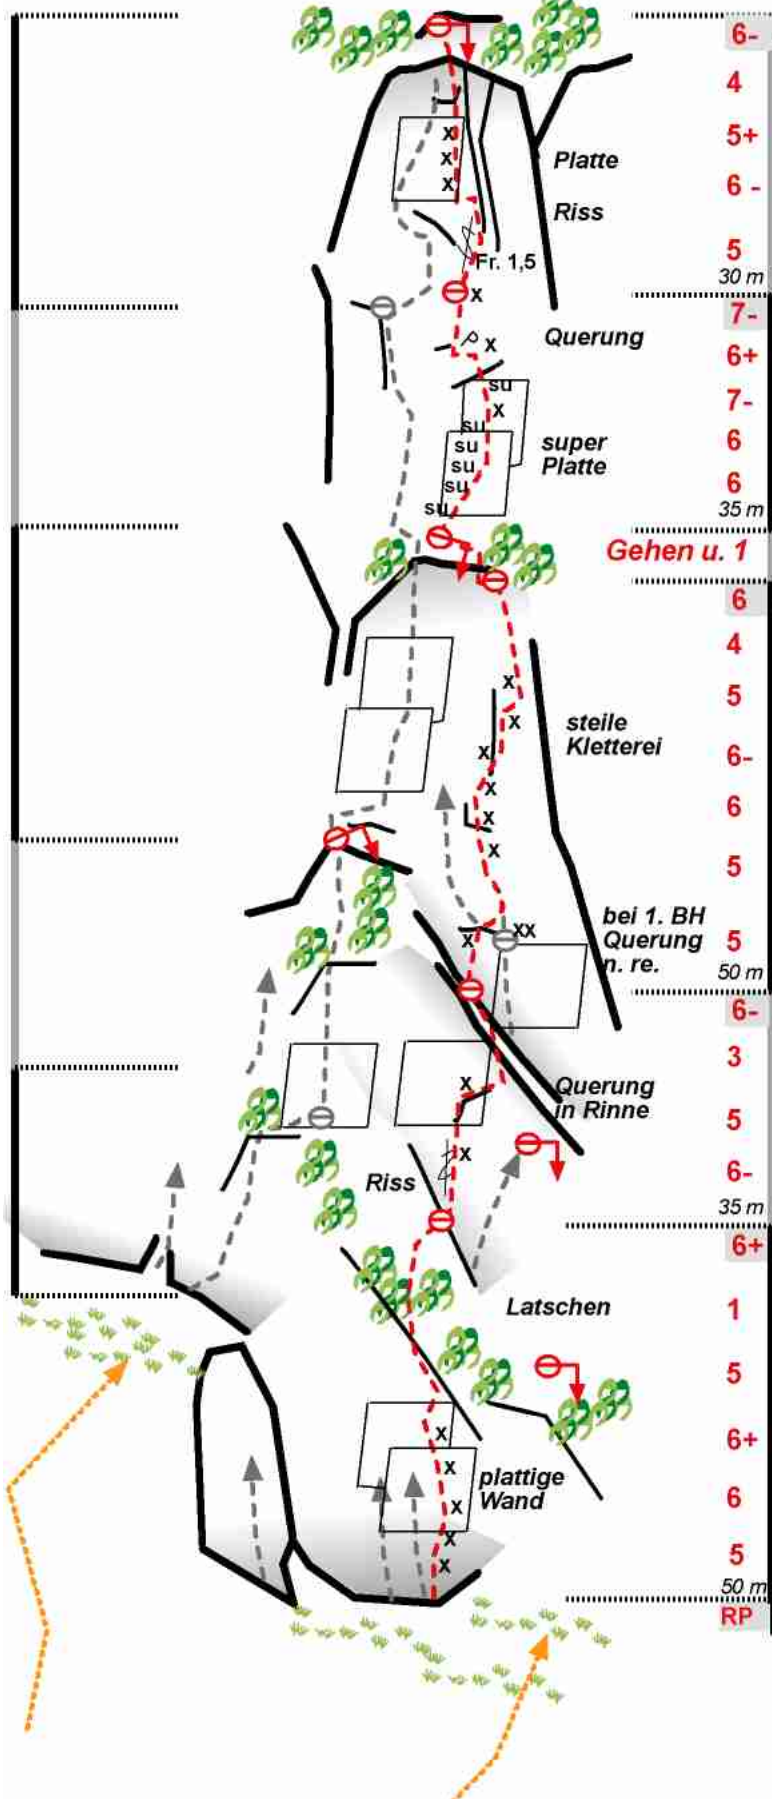 6-
4
5+
Platte
6 -
Riss
x
x
x
5
Fr. 1,5
30 m
x
7-
Querung
x
6+
su
7-
x
su
6
su
super
Platte
su
6
su
su
35 m
Gehen u. 1
6
4
x
5
x
steile
Kletterei
x
6-
x
6
x
x
5
bei 1. BH
Querung
n. re.
xx
x
5
50 m
6-
3
x
Querung
in Rinne
5
x
6-
Riss
35 m
6+
Latschen
1
5
x
6+
x
plattige
Wand
6
x
x
5
x
50 m
RP